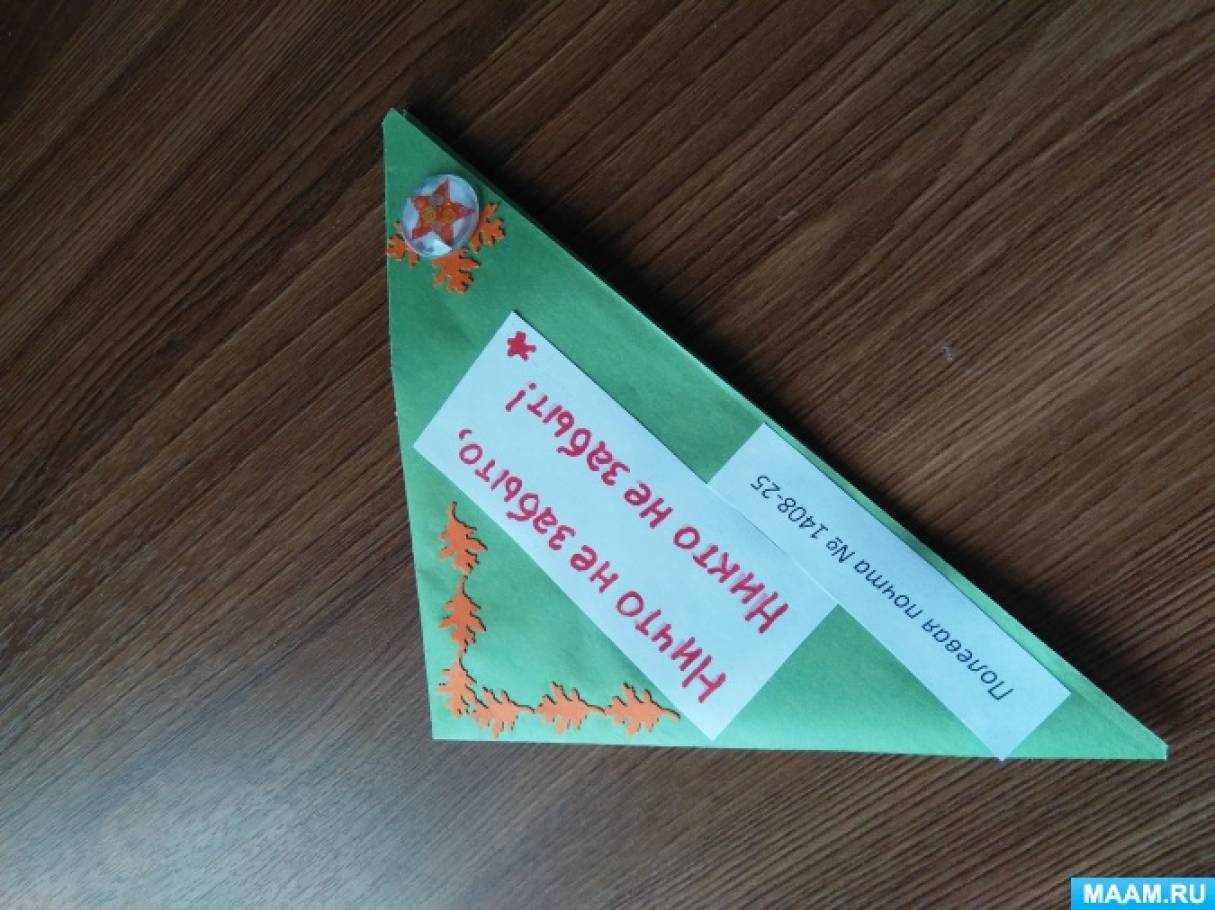 Ничто не забыто,
Никто не забыт!
Полевая почта № 1408-25
MAAM.RU